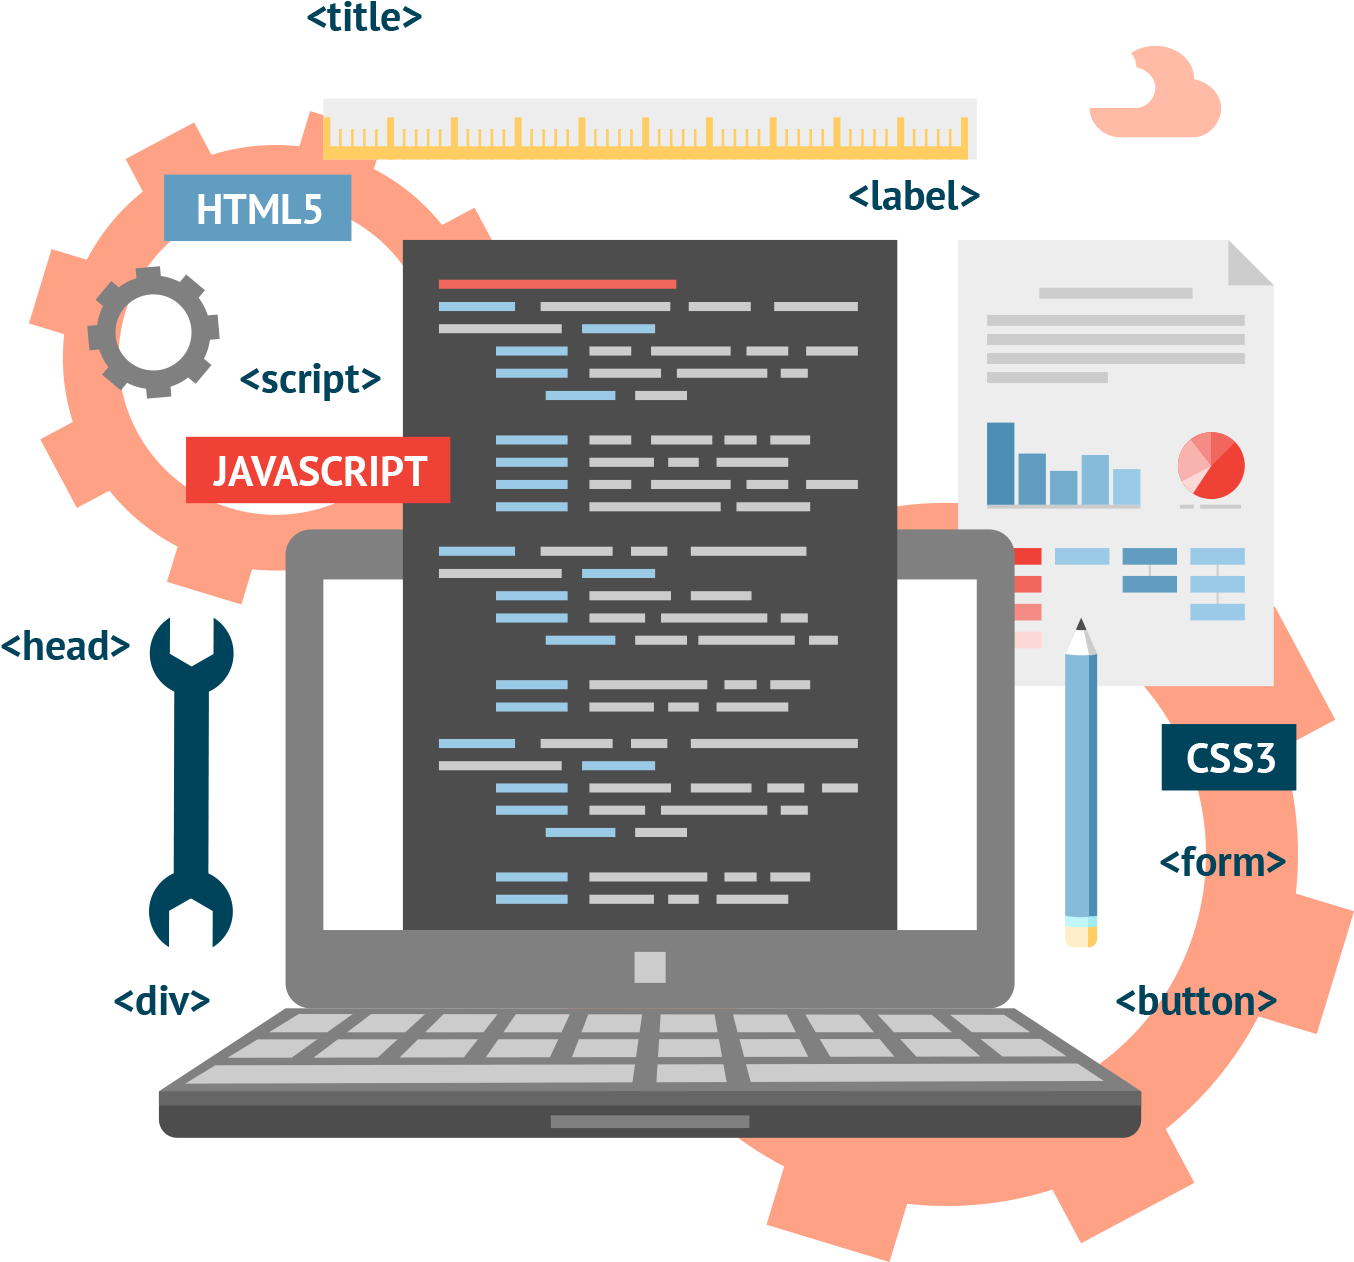 <title>
<label>
HTML5
<script>
JAVASCRIPT
<head>
CSS3
<form>
<div>
<button>